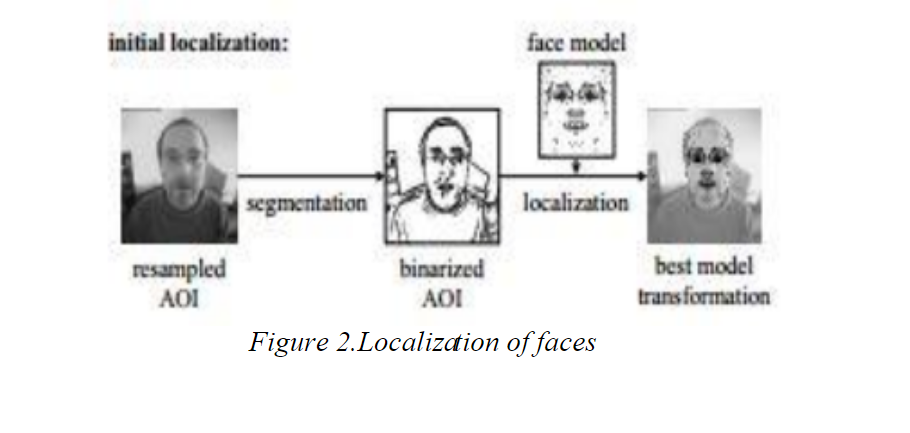 initial localization:
face model
segmentation
localization
resampled
AOI
binarized
AOI
best model
transformation
Figure 2.Localization of faces